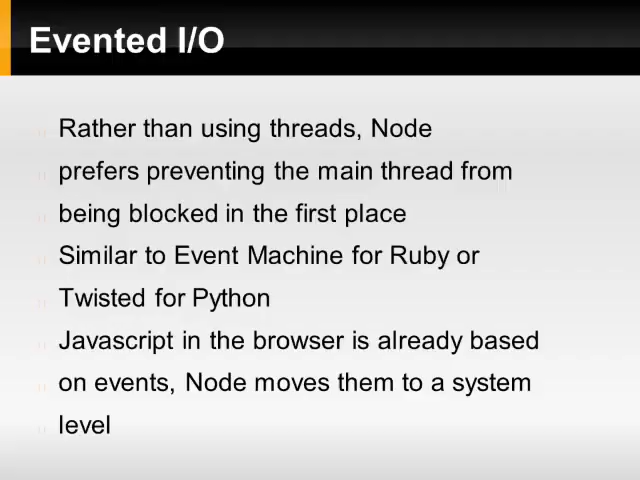 Evented I/O
Rather than using threads, Node
prefers preventing the main thread from
being blocked in the first place
Similar to Event Machine for Ruby or
Twisted for Python
Javascript in the browser is already based
on events, Node moves them to a system
level